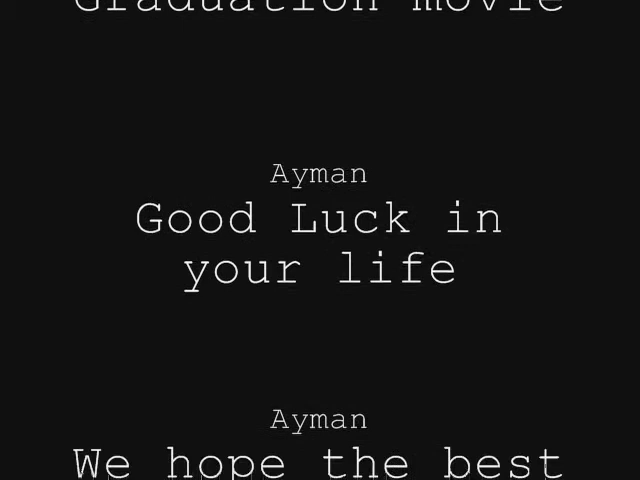 Graduation movie
Ayman
Good Luck in
your life
Ayman
We hope the best